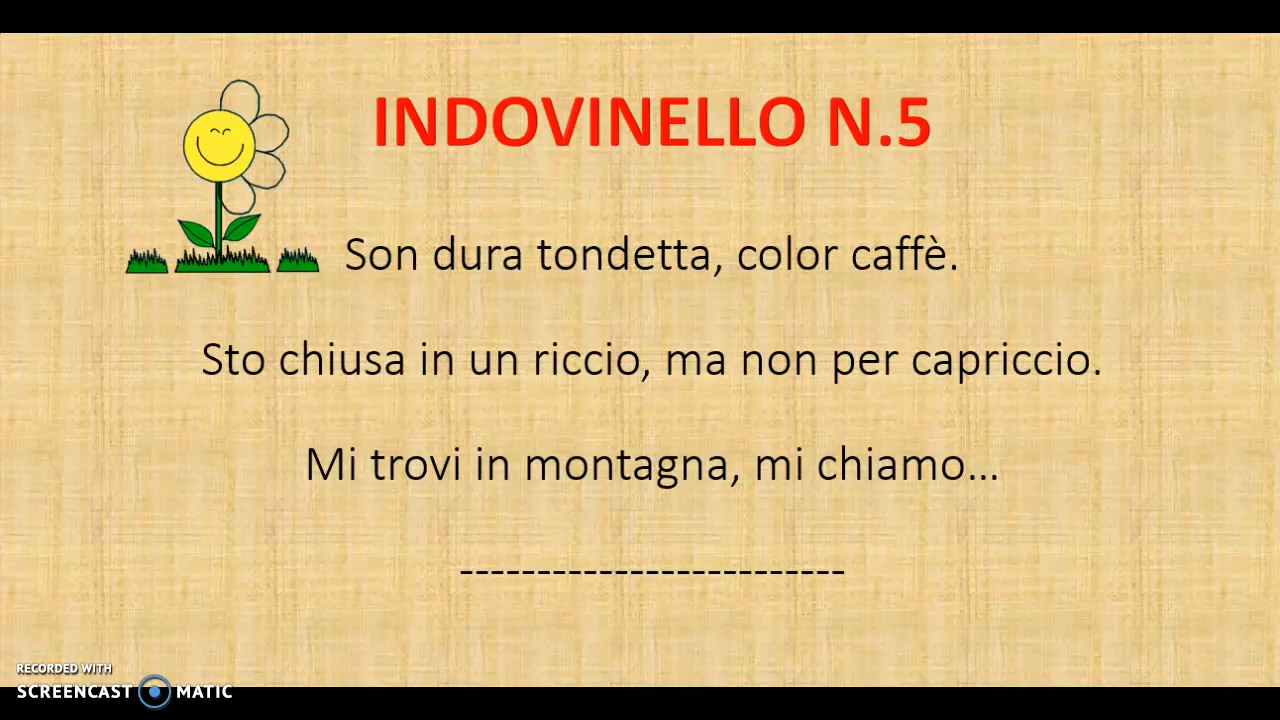 INDOVINELLO N.5
Son dura tondetta, color caffè.
Sto chiusa in un riccio, ma non per capriccio.
Mi trovi in montagna, mi chiamo...
-------------------------
RECORDED WITH
SCREENCAST MATIC